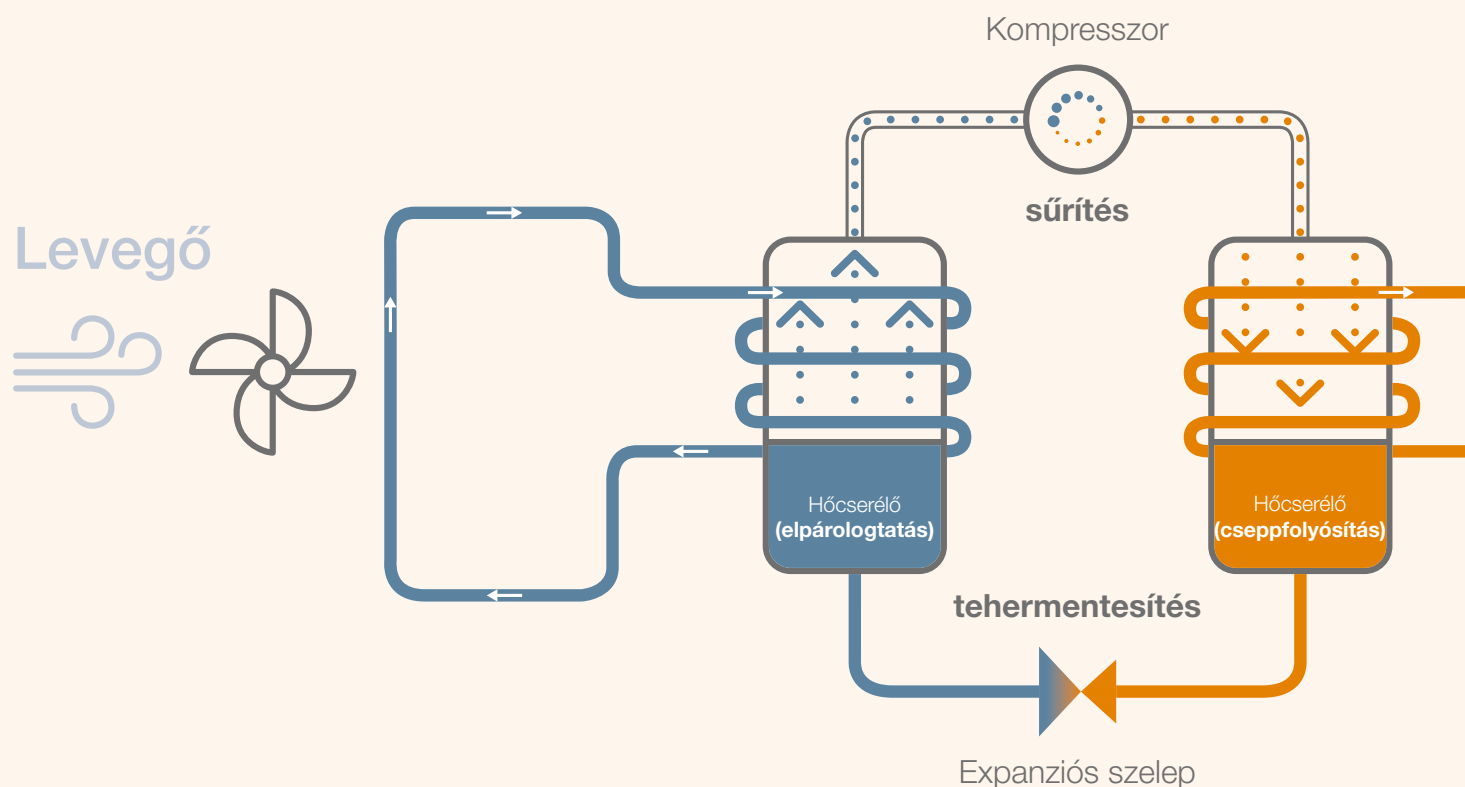 Kompresszor
sűrítés
Levegő
Hőcserélő
(elpárologtatás)
Hőcserélő
(cseppfolyósítás)
tehermentesítés
Expanziós szelep